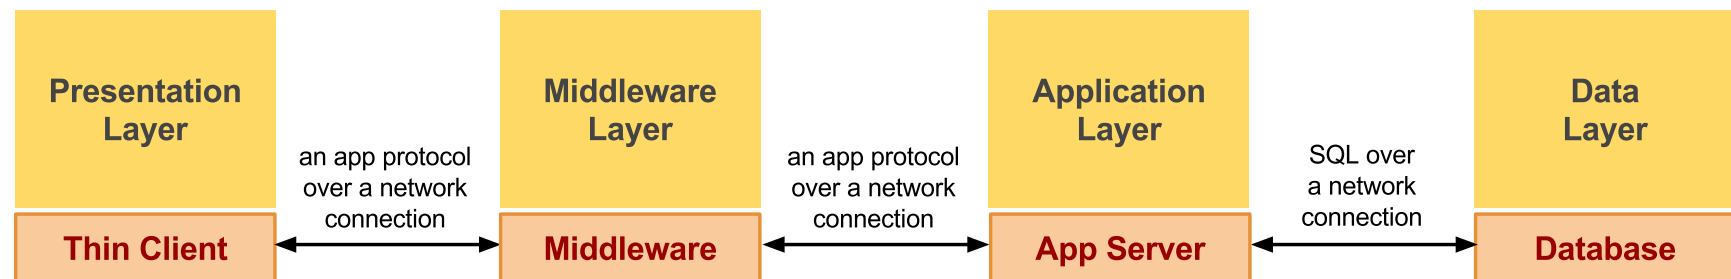 Presentation
Layer
Middleware
Layer
Application
Layer
Data
Layer
an app protocol
over a network
connection
an app protocol
over a network
connection
SQL over
a network
connection
Thin Client
Middleware
App Server
Database